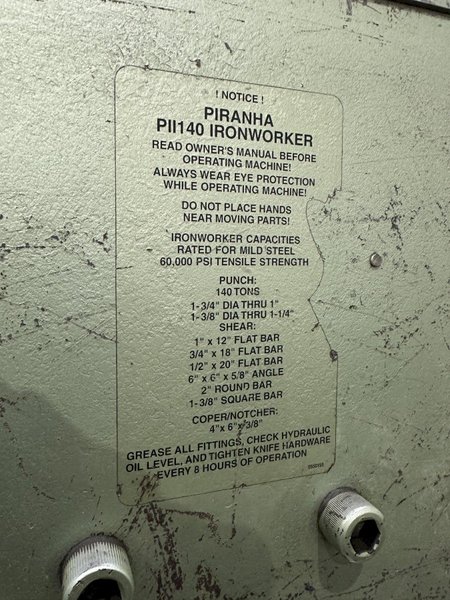 ! NOTICE !
PIRANHA
PII140 IRONWORKER
READ OWNER'S MANUAL BEFORE
OPERATING MACHINE!
ALWAYS WEAR EYE PROTECTION
WHILE OPERATING MACHINE!
DO NOT PLACE HANDS
NEAR MOVING PARTS!
IRONWORKER CAPACITIES
RATED FOR MILD STEEL
60,000 PSI TENSILE STRENGTH
PUNCH:
140 TONS
1-3/4" DIA THRU 1"
1-3/8" DIA THRU 1-1/4"
SHEAR:
1" x 12" FLAT BAR
3/4" x 18" FLAT BAR
1/2" x 20" FLAT BAR
6" x 6" x 5/8" ANGLE
2" ROUND BAR
1-3/8" SQUARE BAR
COPER/NOTCHER:
4"x 6"x 3/8"
GREASE ALL FITTINGS, CHECK HYDRAULIC
OIL LEVEL, AND TIGHTEN KNIFE HARDWARE
EVERY 8 HOURS OF OPERATION